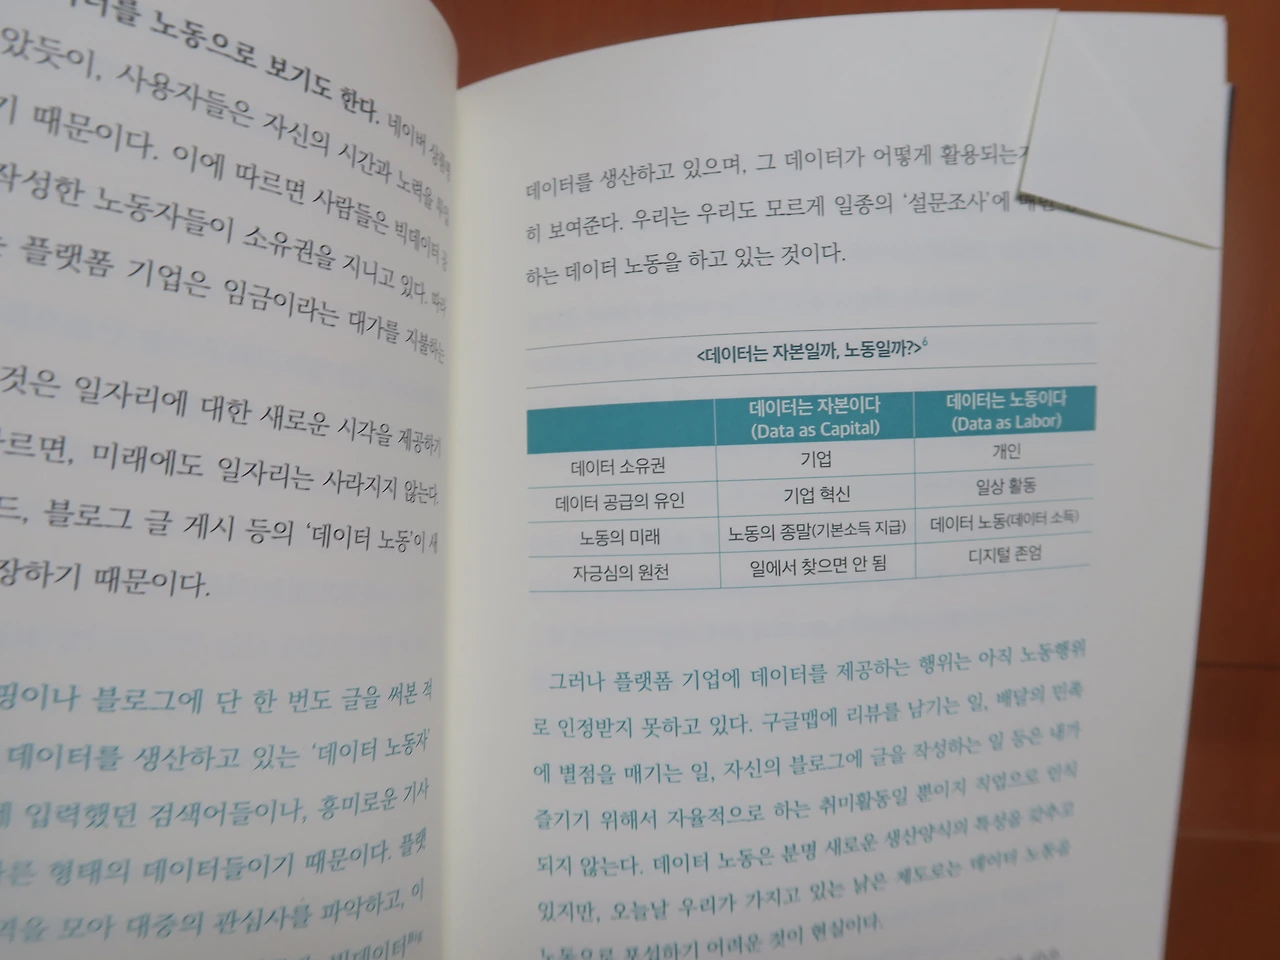 터를 노동으로 보기도 한다. 네이버
았듯이, 사용자들은 자신의 시간과 노력을
기 때문이다. 이에 따르면 사람들은 빅데이터
작성한 노동자들이 소유권을 지니고 있다. 따라
플랫폼 기업은 임금이라는 대가를 지불하는
것은 일자리에 대한 새로운 시각을 제공하기
르면, 미래에도 일자리는 사라지지 않는다.
드, 블로그 글 게시 등의 ‘데이터 노동’이 새
장하기 때문이다.
핑이나 블로그에 단 한 번도 글을 써본 적
데이터를 생산하고 있는 ‘데이터 노동자’
입력했던 검색어들이나, 흥미로운 기사
른 형태의 데이터들이기 때문이다. 플랫
모아 대중의 관심사를 파악하고, 이
빅데이터
데이터를 생산하고 있으며, 그 데이터가 어떻게 활용되는지
히 보여준다. 우리는 우리도 모르게 일종의 ‘설문조사’에
하는 데이터 노동을 하고 있는 것이다.
<데이터는 자본일까, 노동일까?>6
데이터는 자본이다 데이터는 노동이다
(Data as Capital) (Data as Labor)
데이터 소유권 기업 개인
데이터 공급의 유인 기업 혁신 일상 활동
노동의 미래 노동의 종말(기본소득 지급) 데이터 노동(데이터 소득)
자긍심의 원천 일에서 찾으면 안 됨 디지털 존엄
그러나 플랫폼 기업에 데이터를 제공하는 행위는 아직 노동행위
로 인정받지 못하고 있다. 구글맵에 리뷰를 남기는 일, 배달의 민족
에 별점을 매기는 일, 자신의 블로그에 글을 작성하는 일 등은 내가
즐기기 위해서 자율적으로 하는 취미활동일 뿐이지 직업으로 인식
되지 않는다. 데이터 노동은 분명 새로운 생산양식의 특성을 갖추고
있지만, 오늘날 우리가 가지고 있는 낡은 제도로는 데이터 노동을
노동으로 포섭하기 어려운 것이 현실이다.